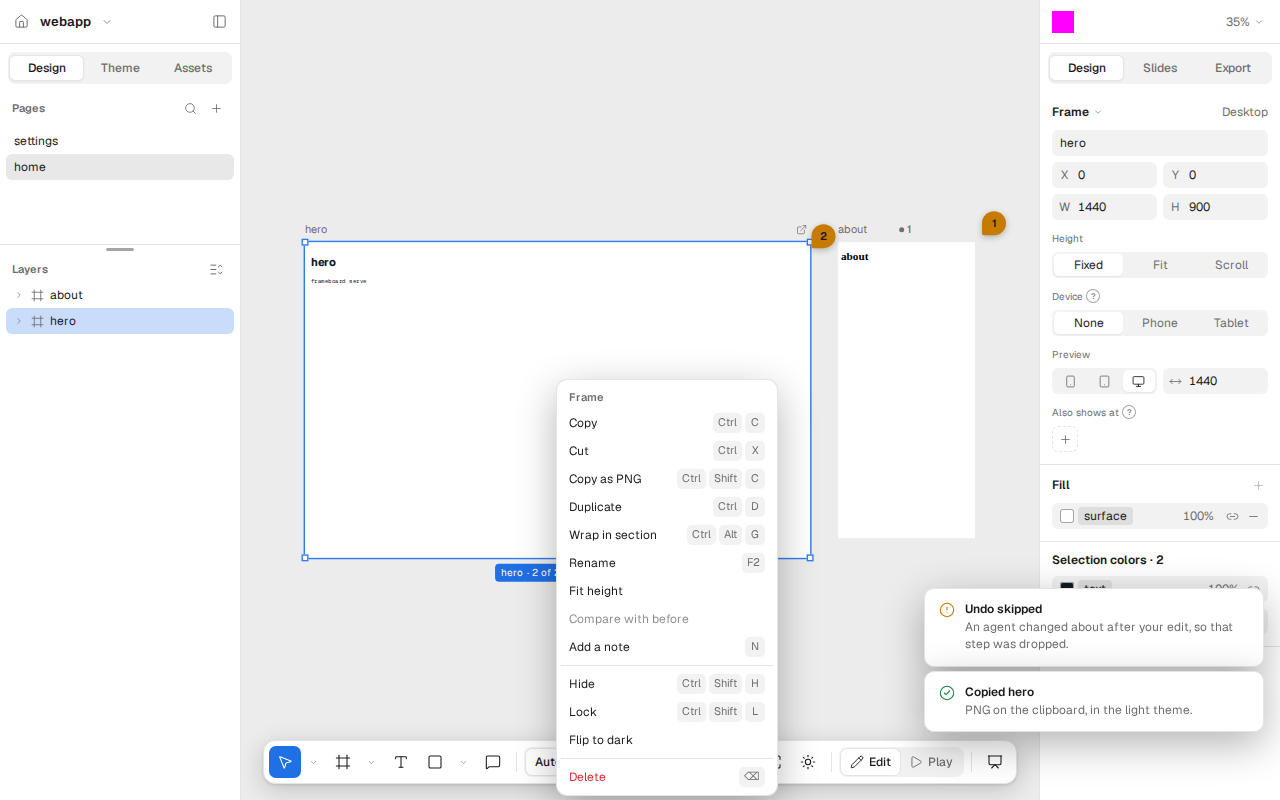 webapp
Design
Theme
Assets
Pages
settings
home
Layers
about
hero
hero
2
about
1
1
hero
frameboard serve
about
hero · 2 of
Frame
Copy Ctrl C
Cut Ctrl X
Copy as PNG Ctrl Shift C
Duplicate Ctrl D
Wrap in section Ctrl Alt G
Rename F2
Fit height
Compare with before
Add a note N
Hide Ctrl Shift H
Lock Ctrl Shift L
Flip to dark
Delete ⌫
Edit
Play
35%
Design
Slides
Export
Frame
Desktop
hero
X 0
Y 0
W 1440
H 900
Height
Fixed
Fit
Scroll
Device ?
None
Phone
Tablet
Preview
1440
Also shows at ?
Fill
surface 100%
Selection colors · 2
text 100%
Undo skipped
An agent changed about after your edit, so that
step was dropped.
Copied hero
PNG on the clipboard, in the light theme.